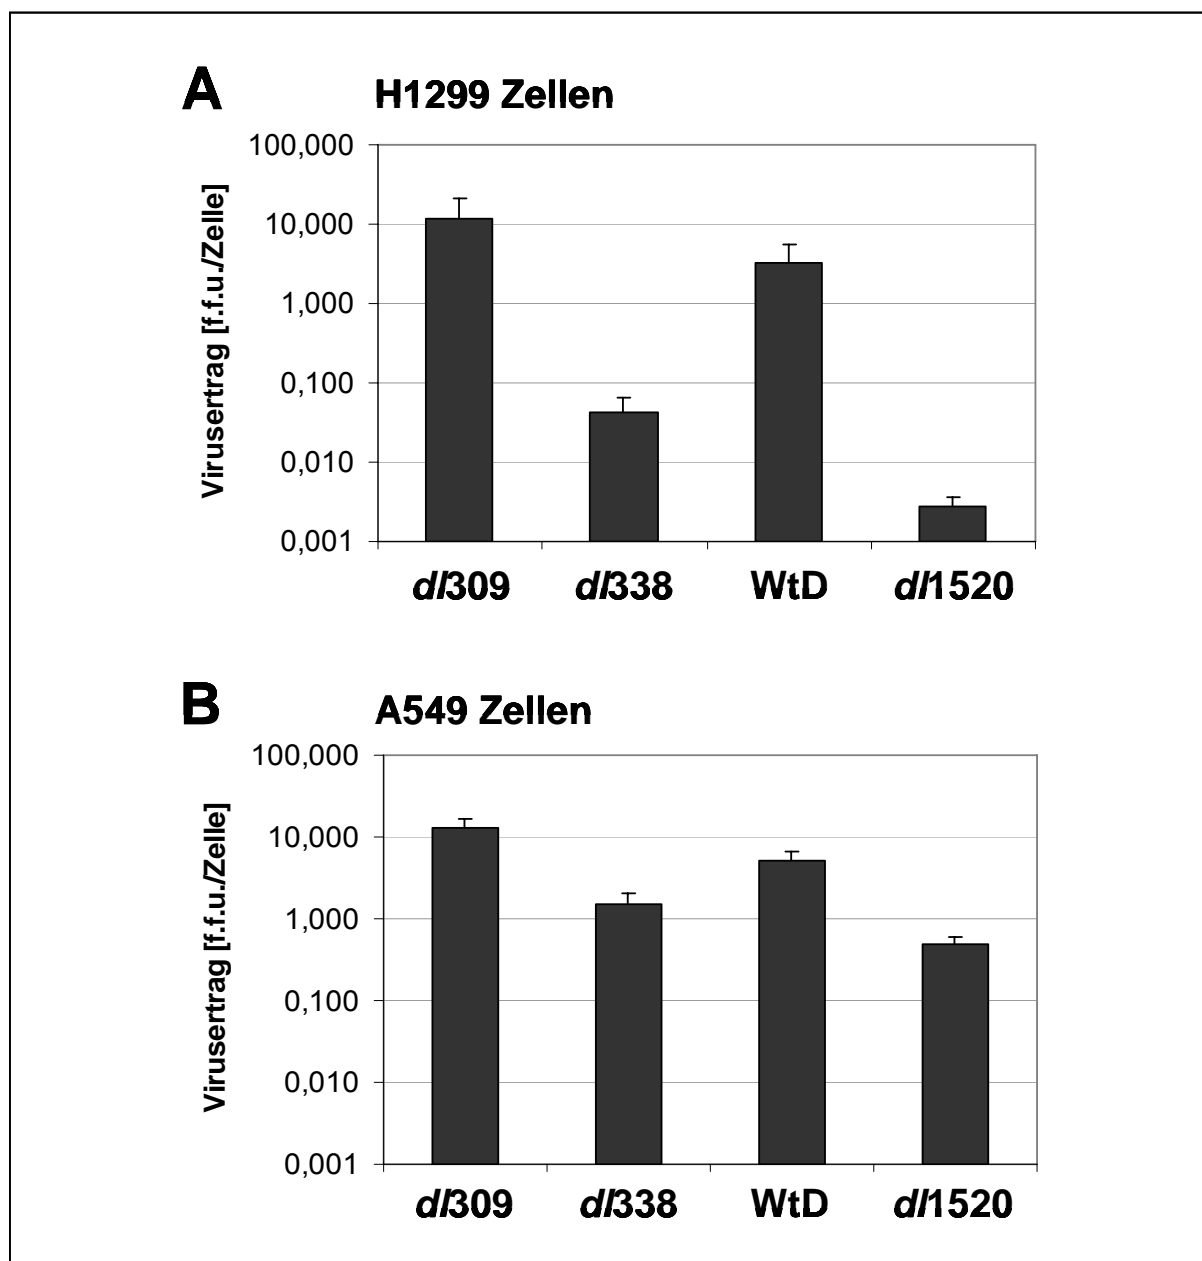 A H1299 Zellen
Virusertrag [f.f.u./Zelle]
100,000
10,000
1,000
0,100
0,010
0,001
dl309 dl338 WtD dl1520
B A549 Zellen
Virusertrag [f.f.u./Zelle]
100,000
10,000
1,000
0,100
0,010
0,001
dl309 dl338 WtD dl1520